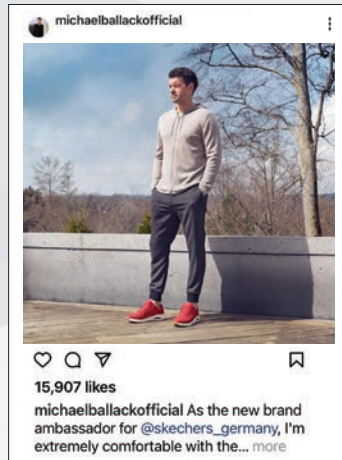 michaelballackofficial
15,907 likes
michaelballackofficial As the new brand
ambassador for @skechers_germany, I'm
extremely comfortable with the... more